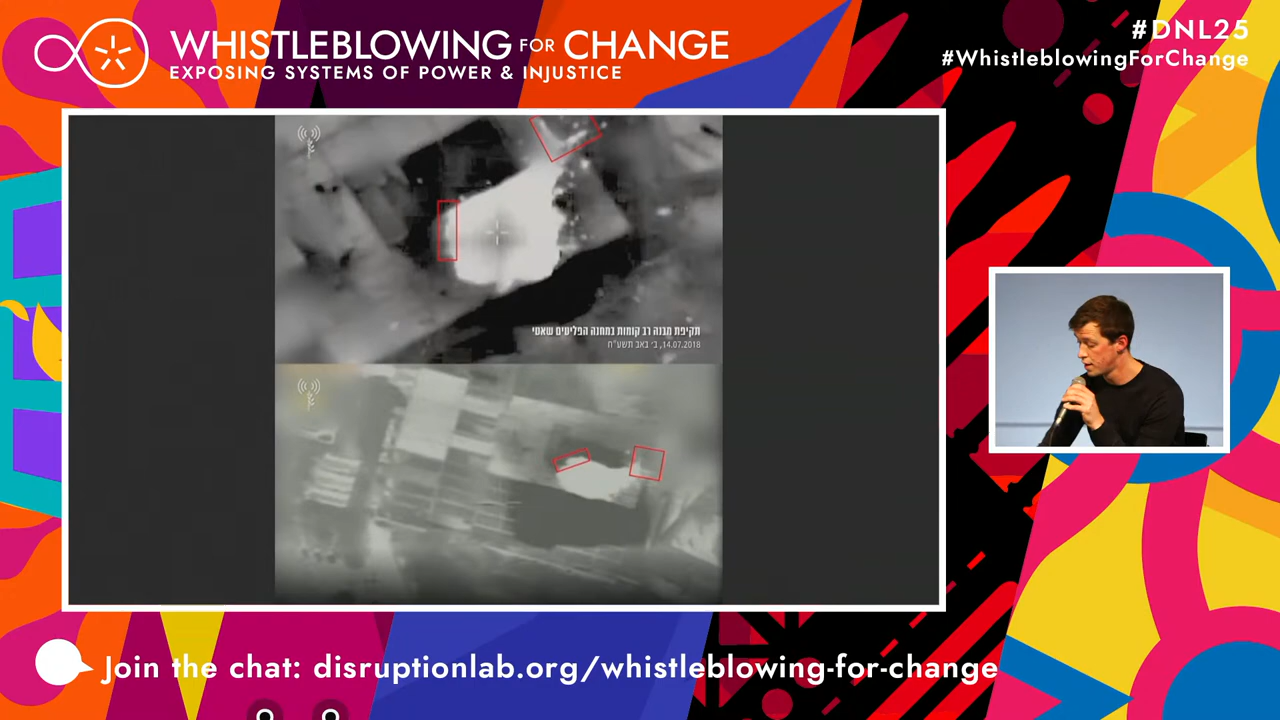 WHISTLEBLOWING FOR CHANGE
EXPOSING SYSTEMS OF POWER & INJUSTICE
#DNL25
#WhistleblowingForChange
תקיפת מבנה רב קומות במחנה הפליטים שאטי
14.07.2018, ב׳ באב תשע״ח
Join the chat: disruptionlab.org/whistleblowing-for-change